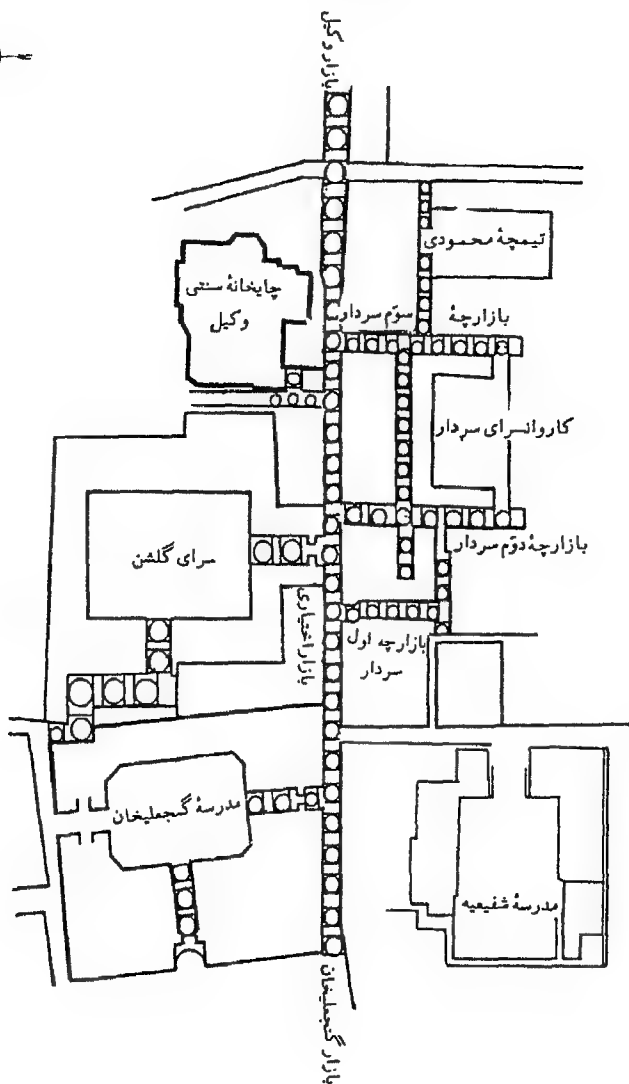 بازار وکیل
تیمچهٔ محمودی
چایخانهٔ سنتی
وکیل
بازارچهٔ
سوّم سردار
کاروانسرای سردار
بازارچهٔ دوّم سردار
سرای گلشن
بازار اختیاری
بازارچه اول
سردار
مدرسهٔ گنجعلیخان
مدرسهٔ شفیعیه
بازار گنجعلیخان